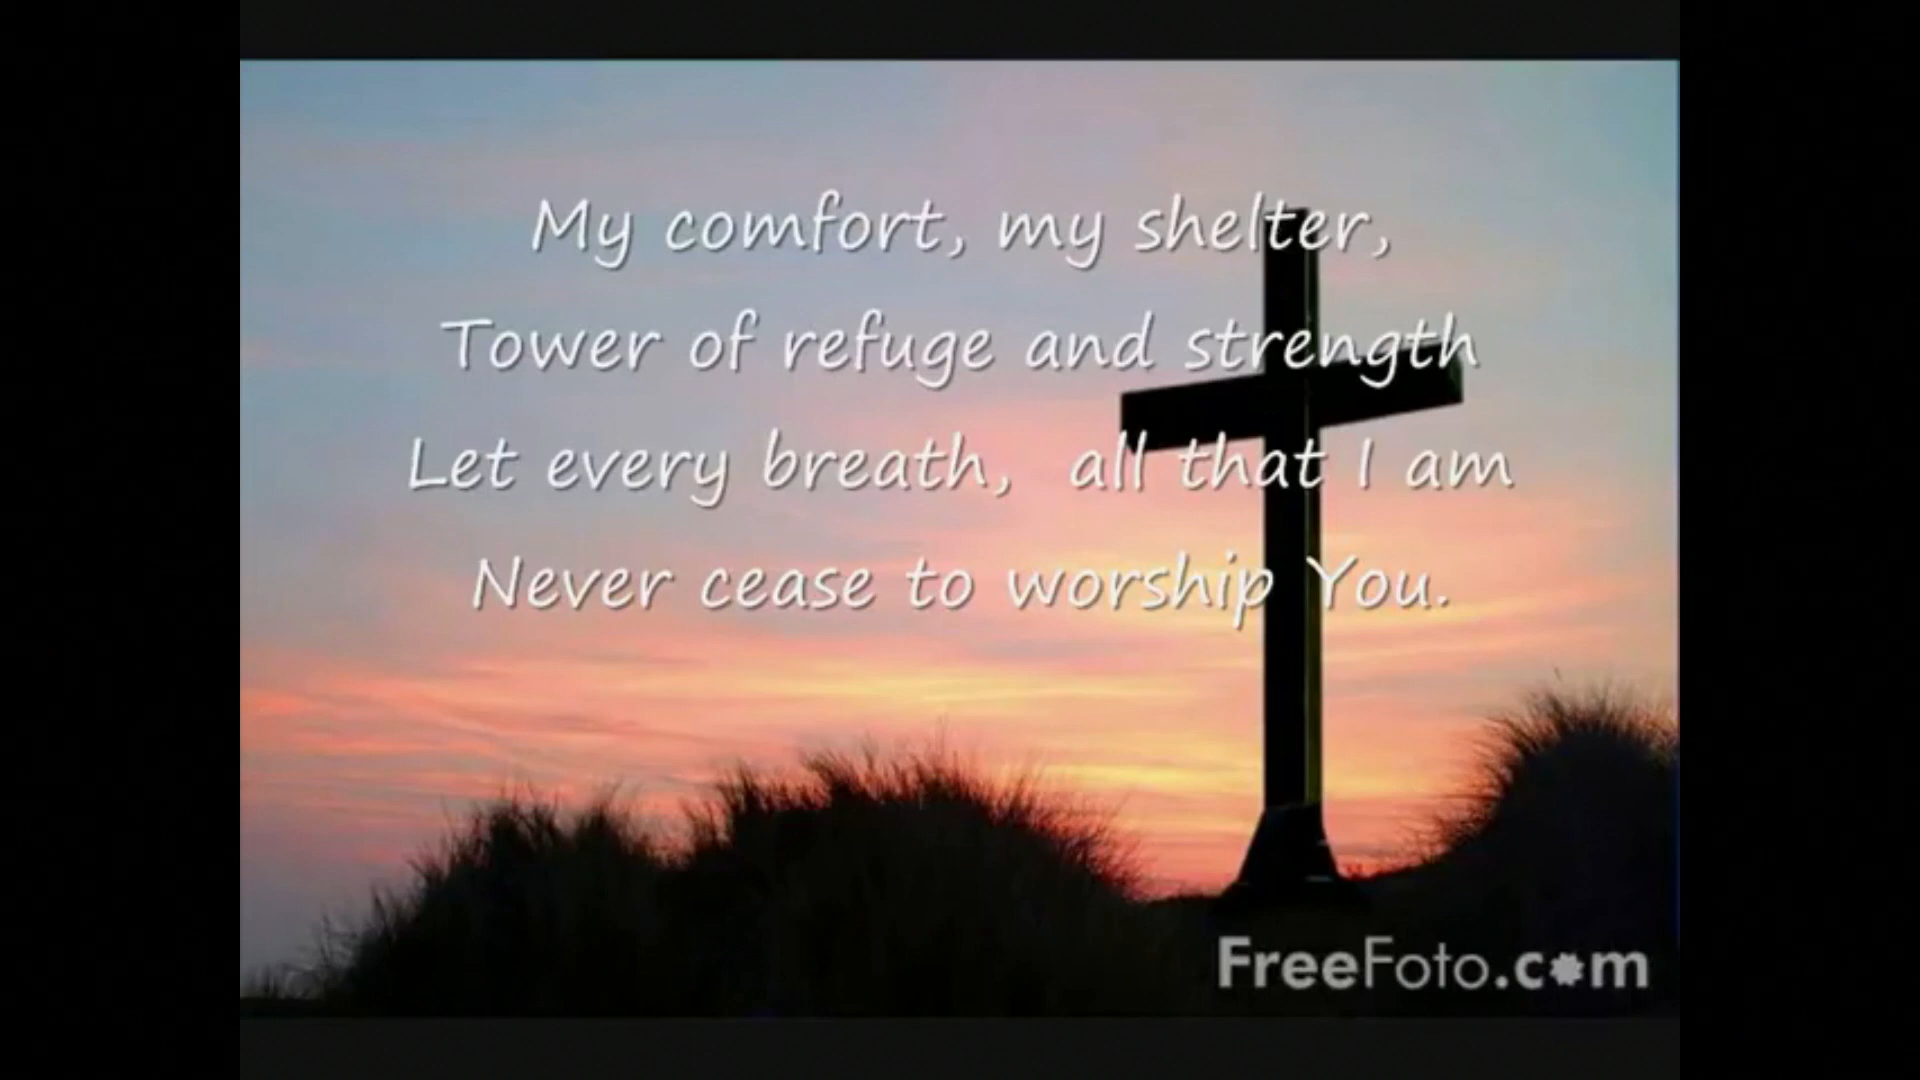 My comfort, my shelter,
Tower of refuge and strength
Let every breath, all that I am
Never cease to worship You.
FreeFoto.com